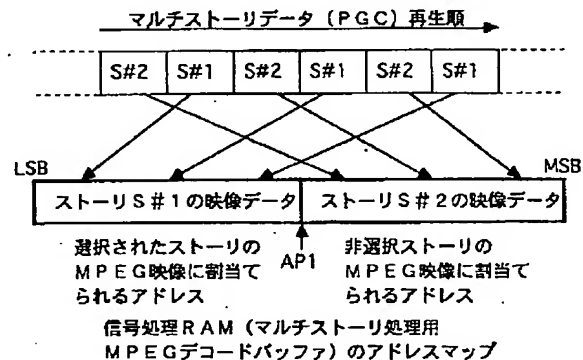 マルチストーリデータ（ＰＧＣ）再生順
S#2 S#1 S#2 S#1 S#2 S#1
LSB MSB
ストーリＳ＃１の映像データ ストーリＳ＃２の映像データ
AP1
選択されたストーリの
ＭＰＥＧ映像に割当て
られるアドレス
非選択ストーリの
ＭＰＥＧ映像に割当て
られるアドレス
信号処理ＲＡＭ（マルチストーリ処理用
ＭＰＥＧデコードバッファ）のアドレスマップ